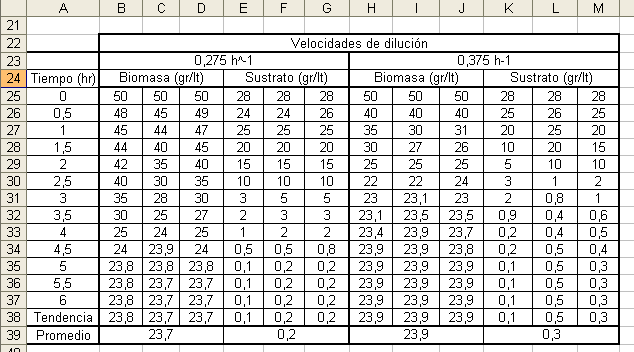 A B C D E F G H I J K L M
21
22 Velocidades de dilución
23 0,275 h^-1 0,375 h-1
24 Tiempo (hr) Biomasa (gr/lt) Sustrato (gr/lt) Biomasa (gr/lt) Sustrato (gr/lt)
25 0 50 50 50 28 28 28 50 50 50 28 28 28
26 0,5 48 45 49 24 24 26 40 40 40 25 26 25
27 1 45 44 47 25 25 25 35 30 31 20 25 20
28 1,5 44 40 45 20 20 20 30 27 26 10 20 15
29 2 42 35 40 15 15 15 25 25 25 5 10 10
30 2,5 40 30 35 10 10 10 22 22 24 3 1 2
31 3 35 28 30 3 5 5 23 23,1 23 2 0,8 1
32 3,5 30 25 27 2 3 3 23,1 23,5 23,5 0,9 0,4 0,6
33 4 25 24 25 1 2 2 23,4 23,9 23,7 0,2 0,4 0,5
34 4,5 24 23,9 24 0,5 0,5 0,8 23,9 23,9 23,8 0,2 0,5 0,4
35 5 23,8 23,8 23,8 0,1 0,2 0,2 23,9 23,9 23,9 0,1 0,5 0,3
36 5,5 23,8 23,7 23,7 0,1 0,2 0,2 23,9 23,9 23,9 0,1 0,5 0,3
37 6 23,8 23,7 23,7 0,1 0,2 0,2 23,9 23,9 23,9 0,1 0,5 0,3
38 Tendencia 23,8 23,7 23,7 0,1 0,2 0,2 23,9 23,9 23,9 0,1 0,5 0,3
39 Promedio 23,7 0,2 23,9 0,3